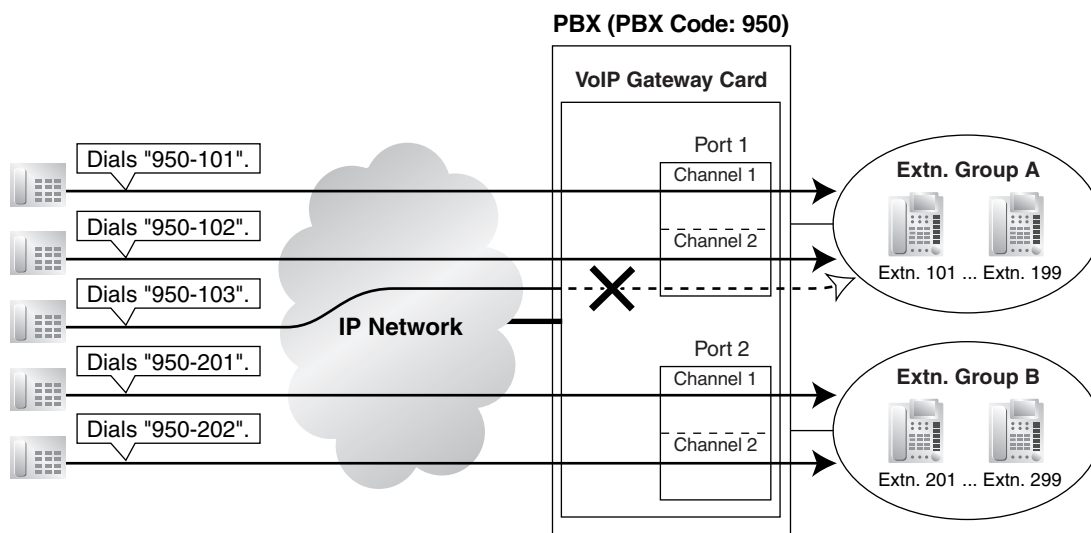 PBX (PBX Code: 950)
VoIP Gateway Card
Port 1
Dials "950-101".
Channel 1
Extn. Group A
Dials "950-102".
Channel 2
Extn. 101 ... Extn. 199
Dials "950-103".
IP Network
Port 2
Dials "950-201".
Channel 1
Extn. Group B
Dials "950-202".
Channel 2
Extn. 201 ... Extn. 299